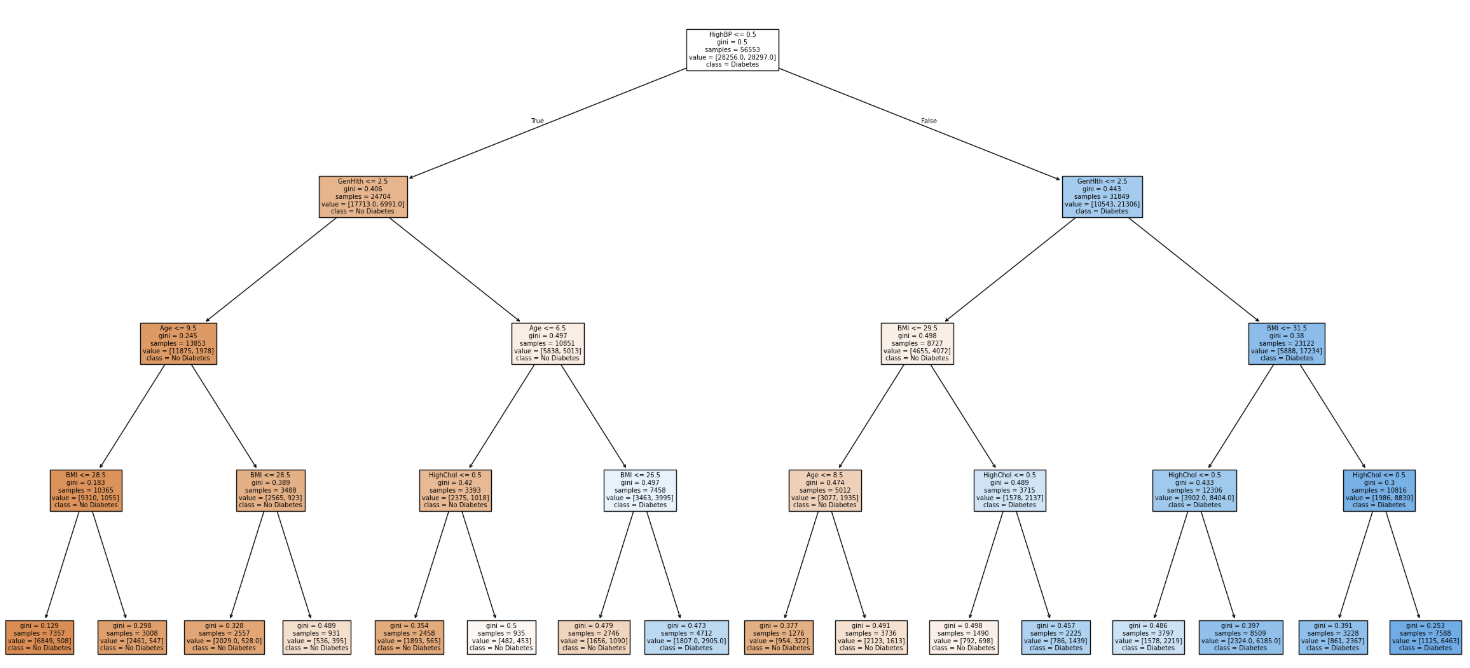 HighBP <= 0.5
gini = 0.5
samples = 56553
value = [28256.0, 28297.0]
class = Diabetes
True
False
GenHlth <= 2.5
gini = 0.406
samples = 24704
value = [17713.0, 6991.0]
class = No Diabetes
GenHlth <= 2.5
gini = 0.443
samples = 31849
value = [10543, 21306]
class = Diabetes
Age <= 9.5
gini = 0.245
samples = 13853
value = [11875, 1978]
class = No Diabetes
Age <= 6.5
gini = 0.497
samples = 10851
value = [5838, 5013]
class = No Diabetes
BMI <= 29.5
gini = 0.498
samples = 8727
value = [4655, 4072]
class = No Diabetes
BMI <= 31.5
gini = 0.38
samples = 23122
value = [5888, 17234]
class = Diabetes
BMI <= 28.5
gini = 0.183
samples = 10365
value = [9310, 1055]
class = No Diabetes
BMI <= 28.5
gini = 0.389
samples = 3488
value = [2565, 923]
class = No Diabetes
HighChol <= 0.5
gini = 0.42
samples = 3393
value = [2375, 1018]
class = No Diabetes
BMI <= 26.5
gini = 0.497
samples = 7458
value = [3463, 3995]
class = Diabetes
Age <= 8.5
gini = 0.474
samples = 5012
value = [3077, 1935]
class = No Diabetes
HighChol <= 0.5
gini = 0.489
samples = 3715
value = [1578, 2137]
class = Diabetes
HighChol <= 0.5
gini = 0.433
samples = 12306
value = [3902.0, 8404.0]
class = Diabetes
HighChol <= 0.5
gini = 0.3
samples = 10816
value = [1986, 8830]
class = Diabetes
gini = 0.129
samples = 7357
value = [6849, 508]
class = No Diabetes
gini = 0.298
samples = 3008
value = [2461, 547]
class = No Diabetes
gini = 0.328
samples = 2557
value = [2029.0, 528.0]
class = No Diabetes
gini = 0.489
samples = 931
value = [536, 395]
class = No Diabetes
gini = 0.354
samples = 2458
value = [1893, 565]
class = No Diabetes
gini = 0.5
samples = 935
value = [482, 453]
class = No Diabetes
gini = 0.479
samples = 2746
value = [1656, 1090]
class = No Diabetes
gini = 0.473
samples = 4712
value = [1807.0, 2905.0]
class = Diabetes
gini = 0.377
samples = 1276
value = [954, 322]
class = No Diabetes
gini = 0.491
samples = 3736
value = [2123, 1613]
class = No Diabetes
gini = 0.498
samples = 1490
value = [792, 698]
class = No Diabetes
gini = 0.457
samples = 2225
value = [786, 1439]
class = Diabetes
gini = 0.486
samples = 3797
value = [1578, 2219]
class = Diabetes
gini = 0.397
samples = 8509
value = [2324.0, 6185.0]
class = Diabetes
gini = 0.391
samples = 3228
value = [861, 2367]
class = Diabetes
gini = 0.253
samples = 7588
value = [1125, 6463]
class = Diabetes